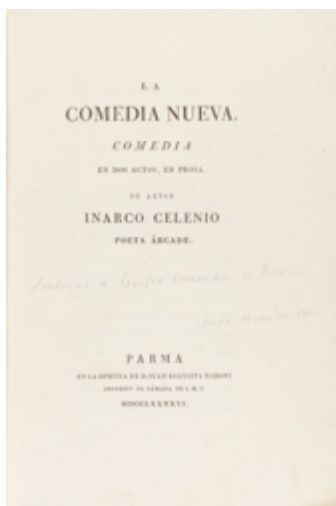 LA
COMEDIA NUEVA.
COMEDIA
EN DOS ACTOS, EN PROSA.
SU AUTOR
INARCO CELENIO
POETA ÁRCADE.
PARMA
EN LA OFICINA DE D. JUAN BAUTISTA BODONI
IMPRESOR DE CÁMARA DE S. M. C.
MDCCLXXXXVI.